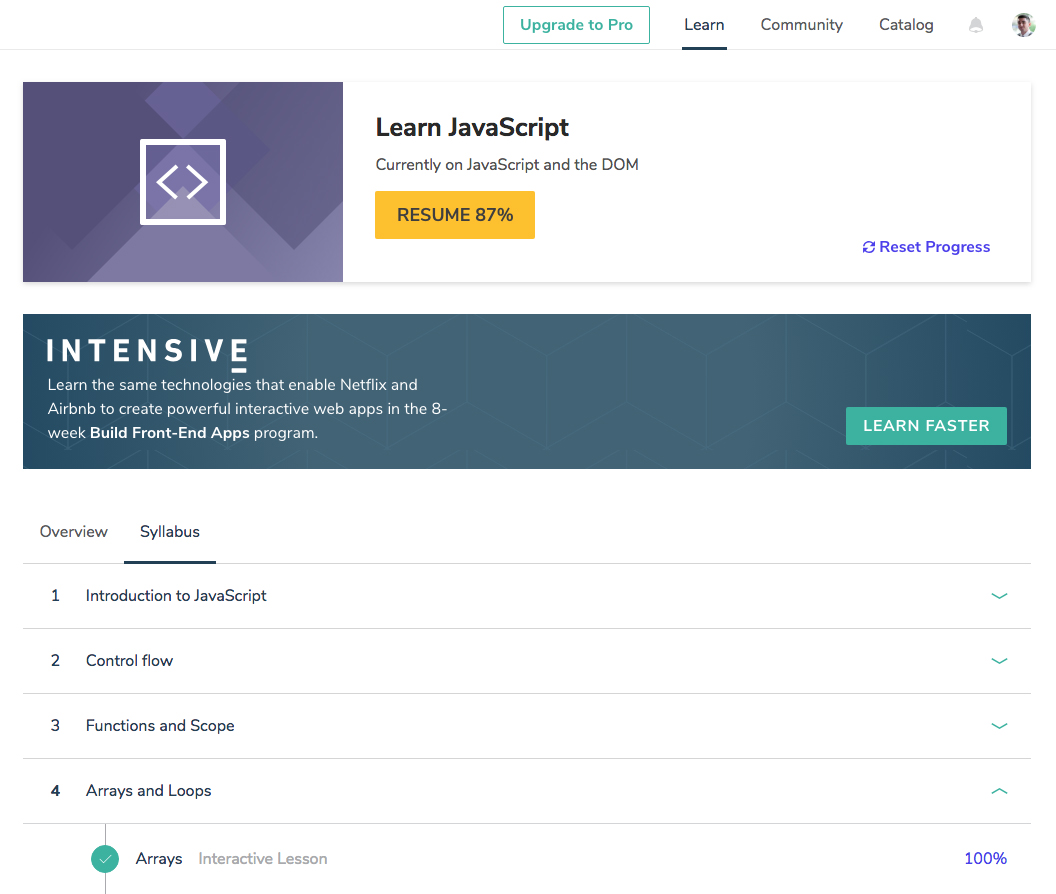 Upgrade to Pro Learn Community Catalog
Learn JavaScript
Currently on JavaScript and the DOM
RESUME 87%
Reset Progress
INTENSIVE
Learn the same technologies that enable Netflix and
Airbnb to create powerful interactive web apps in the 8-
week Build Front-End Apps program.
LEARN FASTER
Overview Syllabus
1 Introduction to JavaScript
2 Control flow
3 Functions and Scope
4 Arrays and Loops
Arrays Interactive Lesson 100%